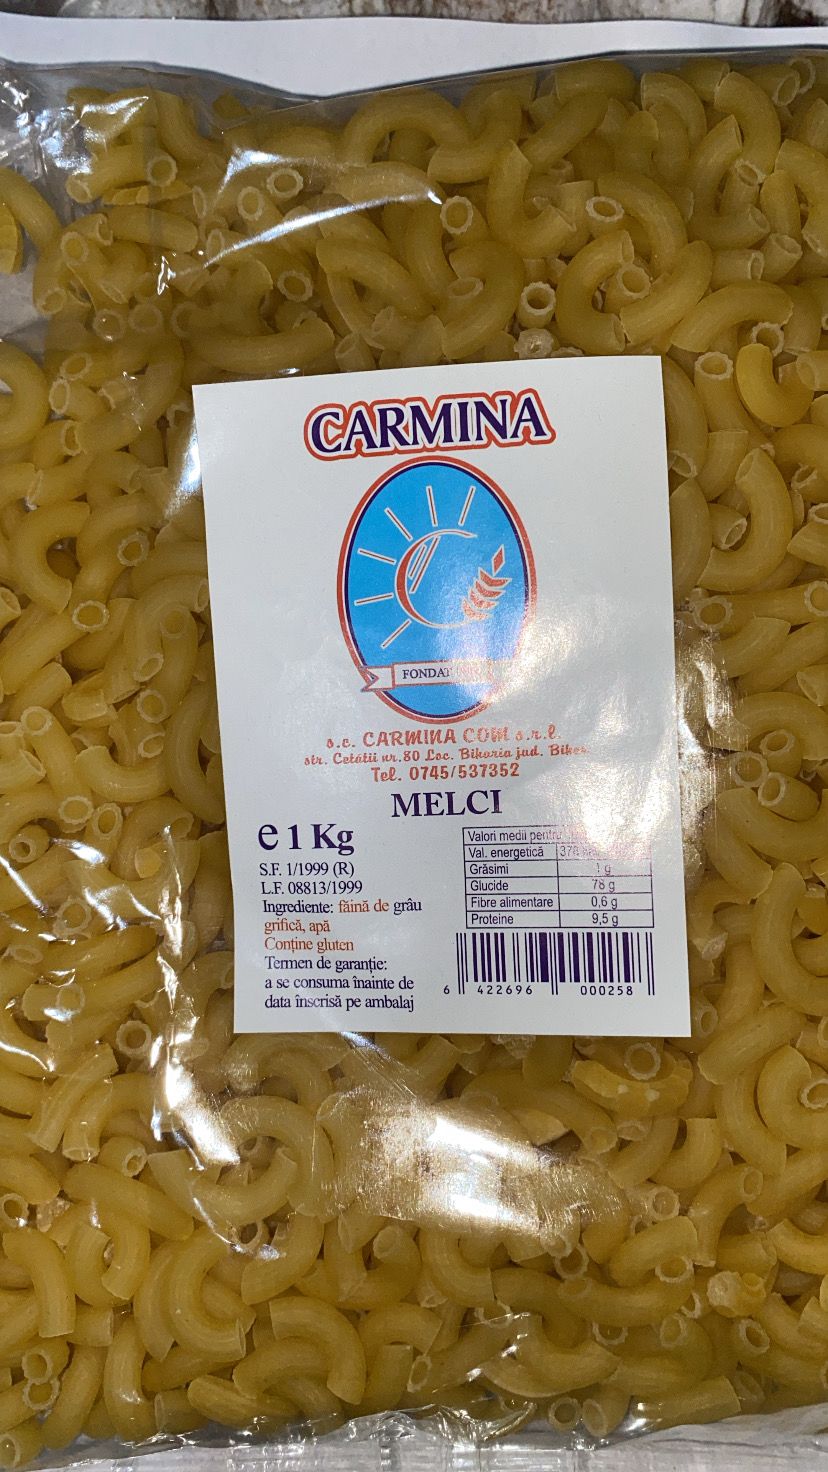 CARMINA
s.c. CARMINA COM s.r.l.
str. Cetății nr.80 Loc. Biharia jud. Bihor
Tel. 0745/537352
MELCI
e 1 Kg
S.F. 1/1999 (R)
L.F. 08813/1999
Ingrediente: făină de grâu
grifică, apă
Conține gluten
Termen de garanție:
a se consuma înainte de
data înscrisă pe ambalaj
Valori medii pentru
Val. energetică
Grăsimi 1 g
Glucide 78 g
Fibre alimentare 0,6 g
Proteine 9,5 g
6 422696 000258